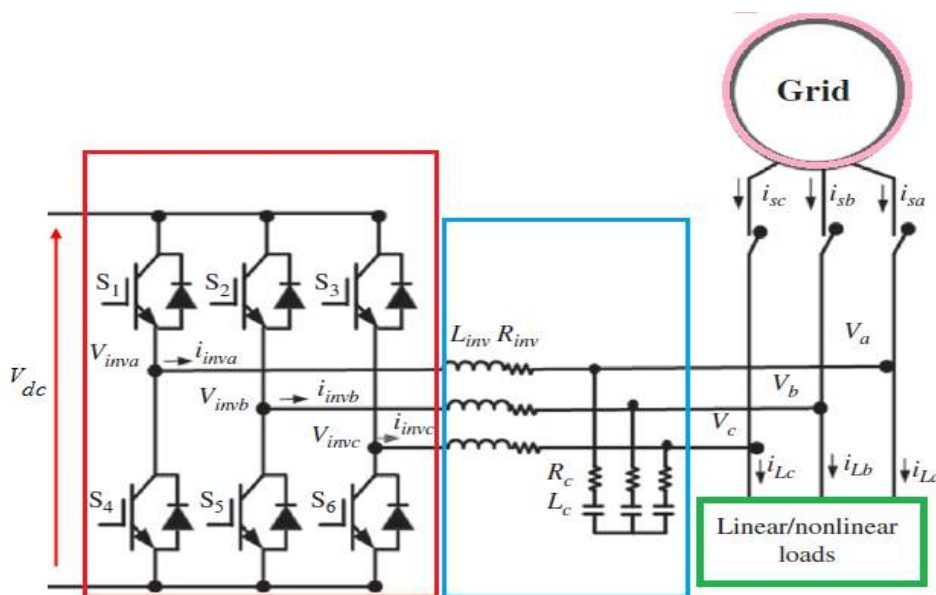 Grid
i_sc i_sb i_sa
S1 S2 S3
L_inv R_inv
V_a
V_inva i_inva
V_dc
V_b
V_invb i_invb
V_c
V_invc i_invc
R_c
i_Lc i_Lb
L_c
S4 S5 S6
Linear/nonlinear
loads